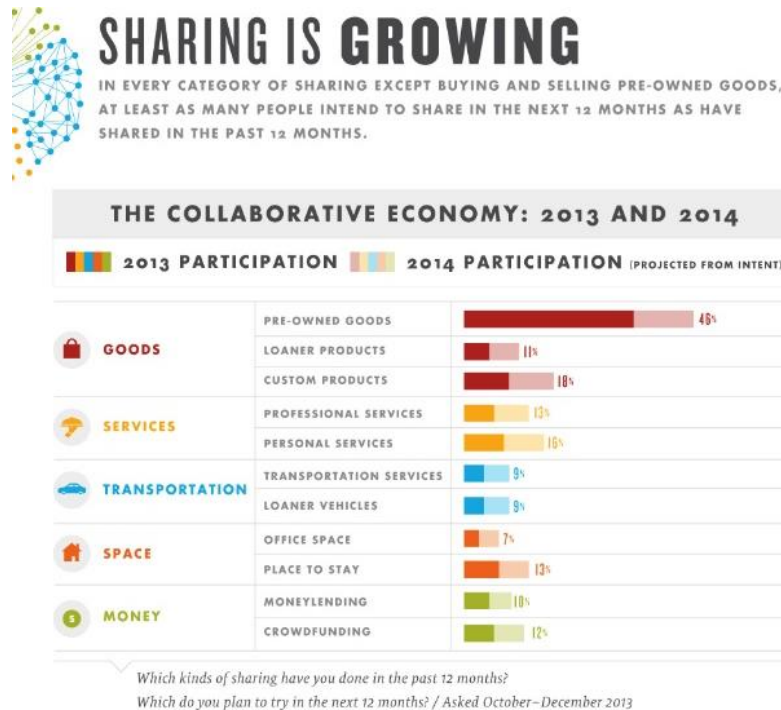 SHARING IS GROWING
IN EVERY CATEGORY OF SHARING EXCEPT BUYING AND SELLING PRE-OWNED GOODS,
AT LEAST AS MANY PEOPLE INTEND TO SHARE IN THE NEXT 12 MONTHS AS HAVE
SHARED IN THE PAST 12 MONTHS.
THE COLLABORATIVE ECONOMY: 2013 AND 2014
2013 PARTICIPATION 2014 PARTICIPATION (PROJECTED FROM INTENT)
GOODS
PRE-OWNED GOODS 46%
LOANER PRODUCTS 11%
CUSTOM PRODUCTS 18%
SERVICES
PROFESSIONAL SERVICES 13%
PERSONAL SERVICES 16%
TRANSPORTATION
TRANSPORTATION SERVICES 9%
LOANER VEHICLES 9%
SPACE
OFFICE SPACE 7%
PLACE TO STAY 13%
$ MONEY
MONEYLENDING 10%
CROWDFUNDING 12%
Which kinds of sharing have you done in the past 12 months?
Which do you plan to try in the next 12 months? / Asked October–December 2013